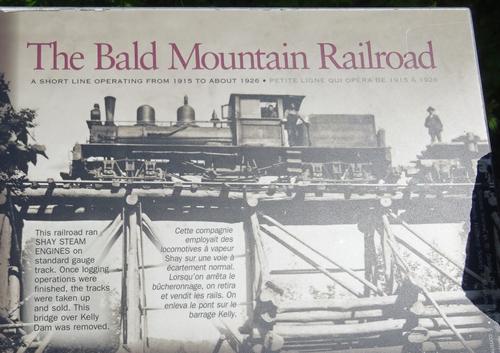 The Bald Mountain Railroad
A SHORT LINE OPERATING FROM 1915 TO ABOUT 1926 • PETITE LIGNE QUI OPÉRA DE 1915 À 1926
This railroad ran
SHAY STEAM
ENGINES on
standard gauge
track. Once logging
operations were
finished, the tracks
were taken up
and sold. This
bridge over Kelly
Dam was removed.
Cette compagnie
employait des
locomotives à vapeur
Shay sur une voie à
écartement normal.
Lorsqu'on arrêta le
bûcheronnage, on retira
et vendit les rails. On
enleva le pont sur le
barrage Kelly.